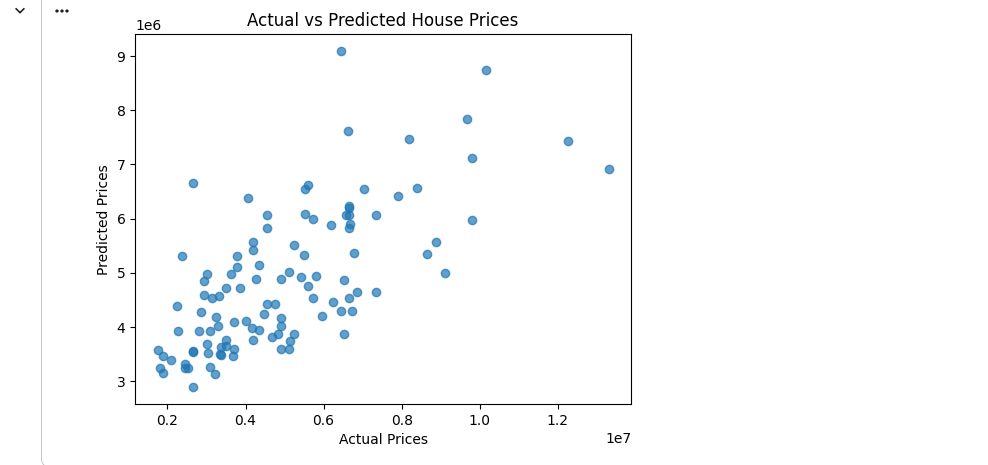 Actual vs Predicted House Prices
1e6
9
8
7
6
5
4
3
Predicted Prices
0.2 0.4 0.6 0.8 1.0 1.2
1e7
Actual Prices